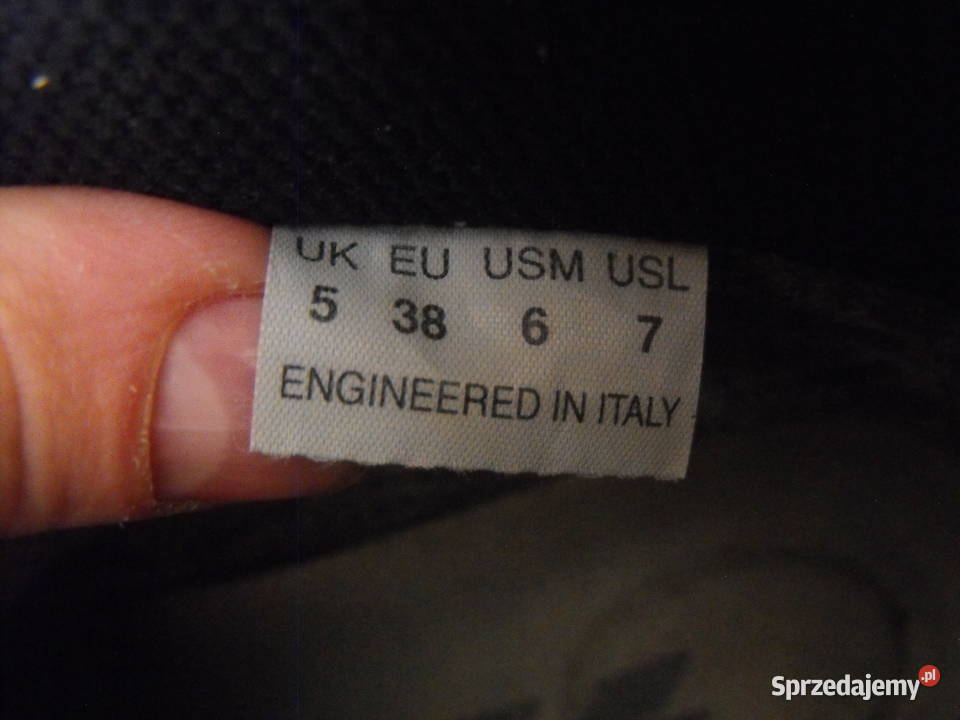 UK EU USM USL
5 38 6 7
ENGINEERED IN ITALY
Sprzedajemy.pl